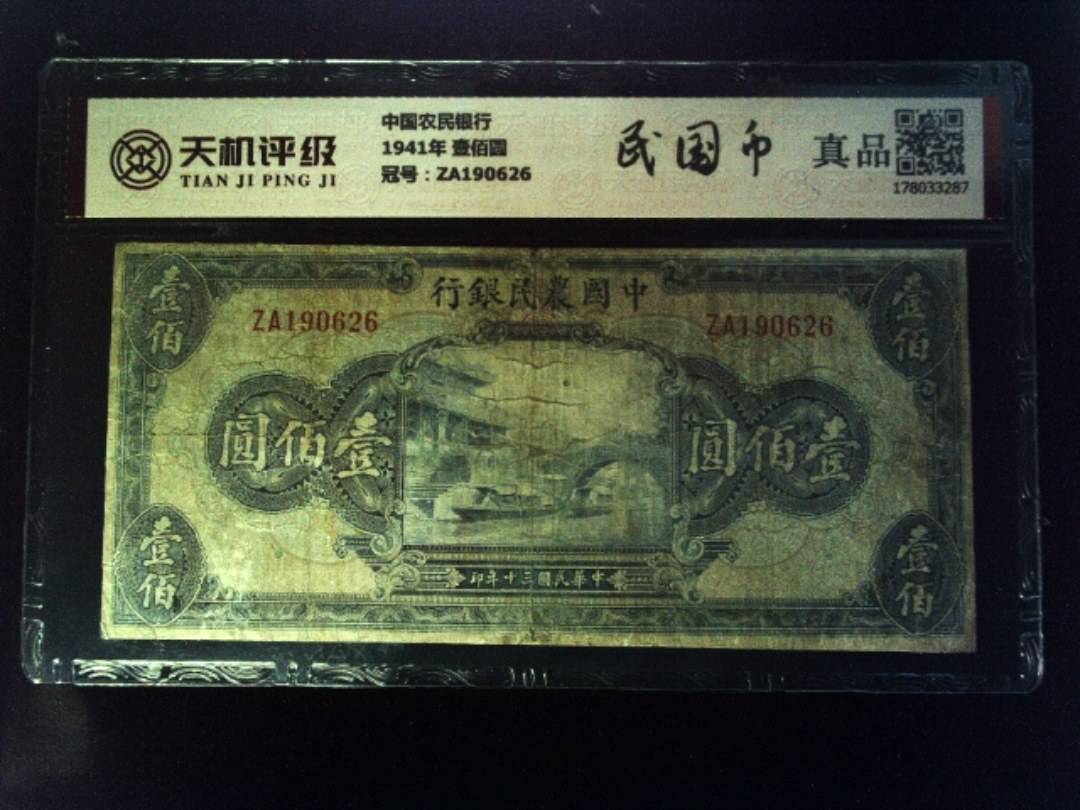 天机评级
TIAN JI PING JI
中国农民银行
1941年 壹佰圆
冠号：ZA190626
民国币
真品
178033287
行銀民農國中
壹佰
壹佰
ZA190626
ZA190626
圓佰壹
圓佰壹
壹佰
壹佰
印年十三國民華中